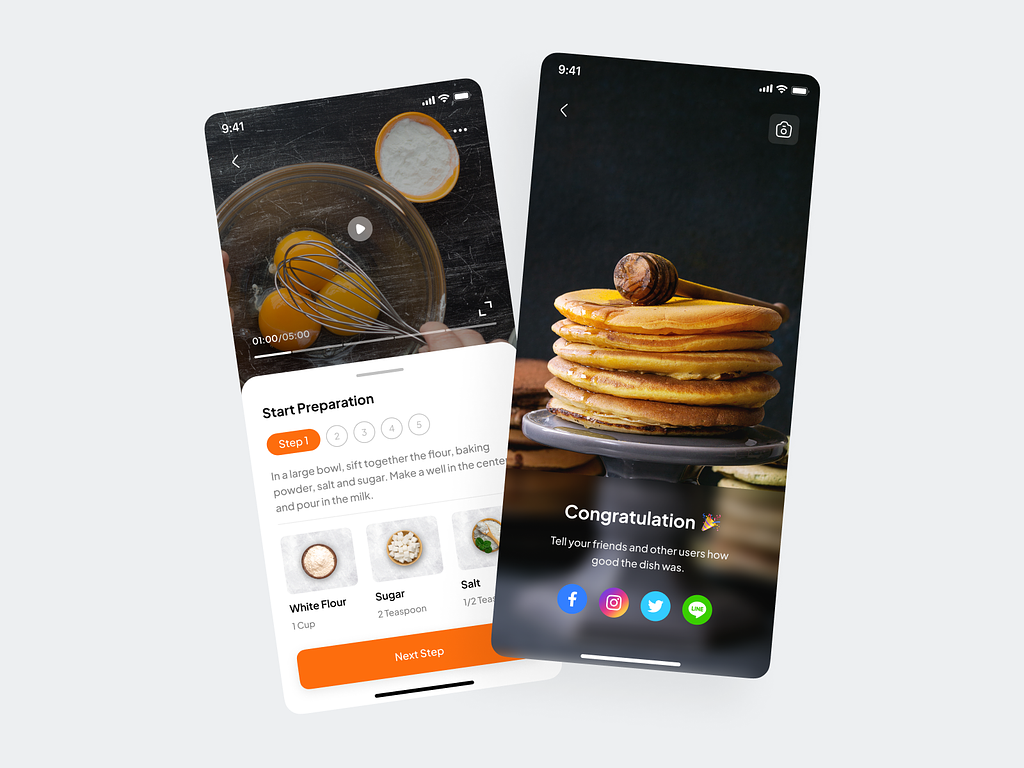 9:41
01:00/05:00
Start Preparation
Step 1 2 3 4 5
In a large bowl, sift together the flour, baking
powder, salt and sugar. Make a well in the center
and pour in the milk.
White Flour
1 Cup
Sugar
2 Teaspoon
Salt
1/2 Teas
Next Step
9:41
Congratulation 🎉
Tell your friends and other users how
good the dish was.
LINE